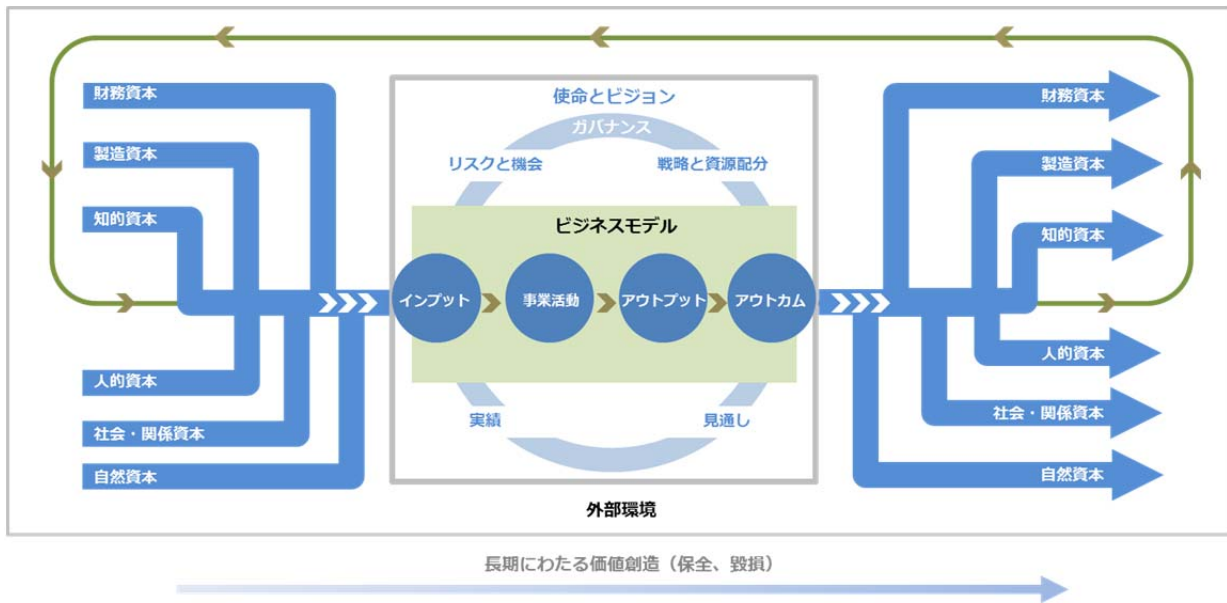 財務資本
製造資本
知的資本
人的資本
社会・関係資本
自然資本
使命とビジョン
ガバナンス
リスクと機会
戦略と資源配分
ビジネスモデル
インプット
事業活動
アウトプット
アウトカム
実績
見通し
外部環境
財務資本
製造資本
知的資本
人的資本
社会・関係資本
自然資本
長期にわたる価値創造（保全、毀損）